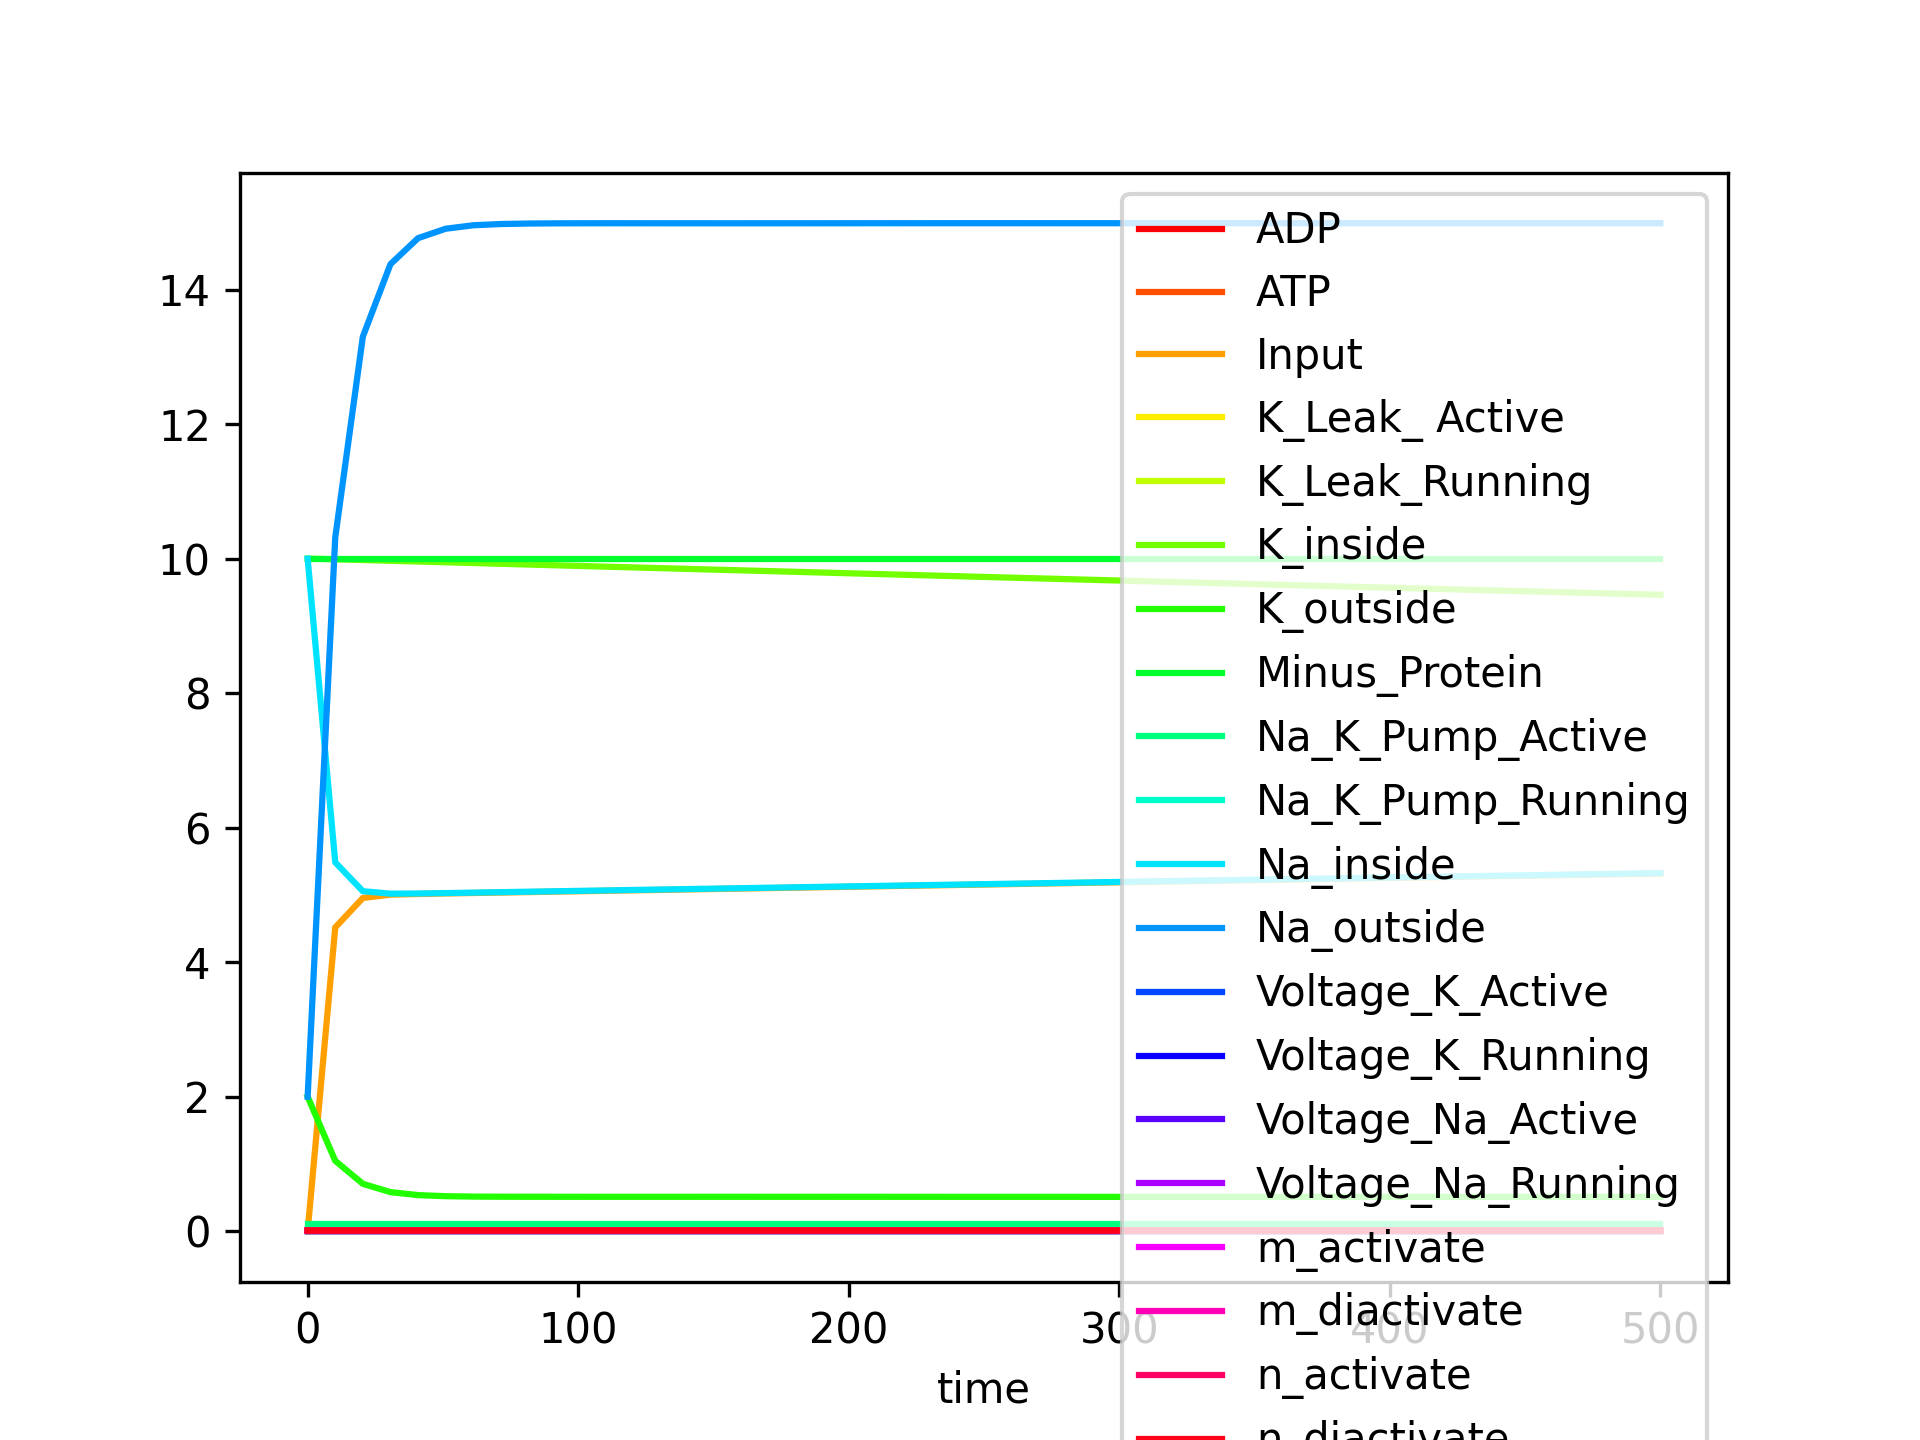 14
12
10
8
6
4
2
0
0 100 200 300 400 500
time
ADP
ATP
Input
K_Leak_ Active
K_Leak_Running
K_inside
K_outside
Minus_Protein
Na_K_Pump_Active
Na_K_Pump_Running
Na_inside
Na_outside
Voltage_K_Active
Voltage_K_Running
Voltage_Na_Active
Voltage_Na_Running
m_activate
m_diactivate
n_activate
n_diactivate